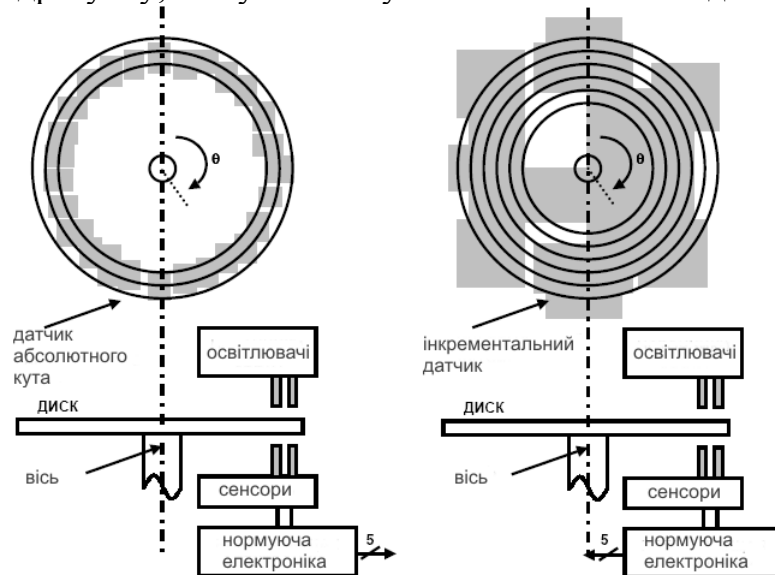 θ
θ
датчик
абсолютного
кута
освітлювачі
диск
вісь
сенсори
нормуюча
електроніка
5
інкрементальний
датчик
освітлювачі
диск
вісь
сенсори
5
нормуюча
електроніка